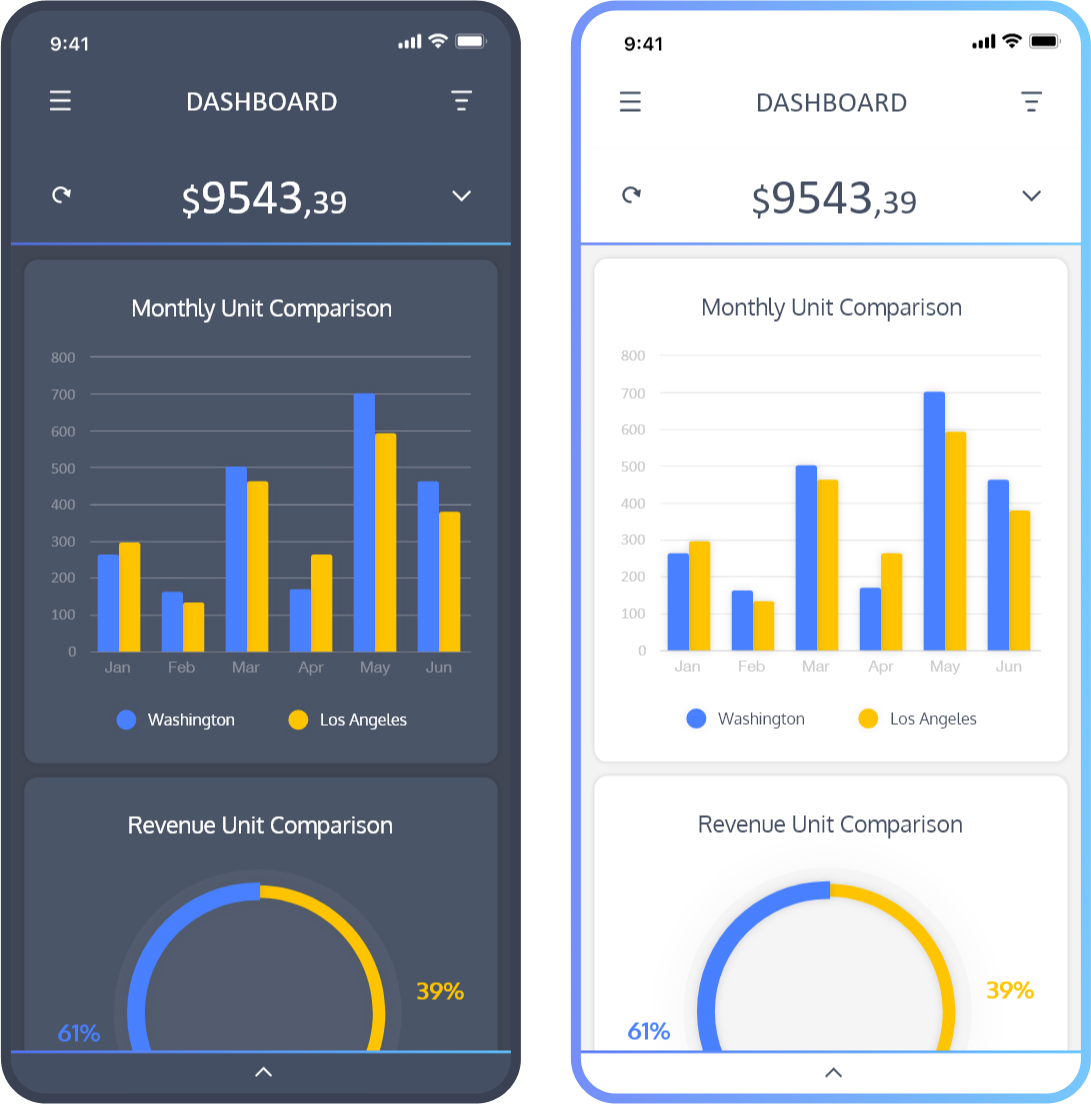 9:41
DASHBOARD
$9543,39
Monthly Unit Comparison
800
700
600
500
400
300
200
100
0
Jan Feb Mar Apr May Jun
Washington Los Angeles
Revenue Unit Comparison
39%
61%
9:41
DASHBOARD
$9543,39
Monthly Unit Comparison
800
700
600
500
400
300
200
100
0
Jan Feb Mar Apr May Jun
Washington Los Angeles
Revenue Unit Comparison
39%
61%